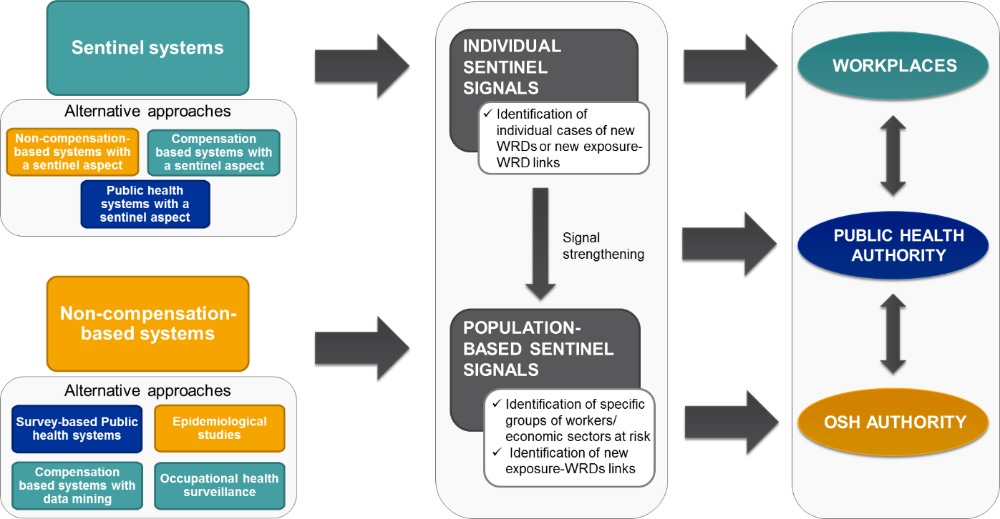 Sentinel systems
Alternative approaches
Non-compensation-
based systems with
a sentinel aspect
Compensation
based systems with
a sentinel aspect
Public health
systems with a
sentinel aspect
Non-compensation-
based systems
Alternative approaches
Survey-based Public
health systems
Epidemiological
studies
Compensation
based systems with
data mining
Occupational health
surveillance
INDIVIDUAL
SENTINEL
SIGNALS
✓ Identification of
individual cases of new
WRDs or new exposure-
WRD links
Signal
strengthening
POPULATION-
BASED SENTINEL
SIGNALS
✓ Identification of specific
groups of workers/
economic sectors at risk
✓ Identification of new
exposure-WRDs links
WORKPLACES
PUBLIC HEALTH
AUTHORITY
OSH AUTHORITY